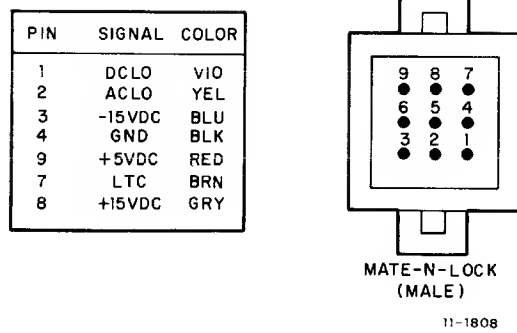 PIN SIGNAL COLOR
1 DCLO VIO
2 ACLO YEL
3 -15VDC BLU
4 GND BLK
9 +5VDC RED
7 LTC BRN
8 +15VDC GRY
9 8 7
6 5 4
3 2 1
MATE-N-LOCK
(MALE)
11-1808